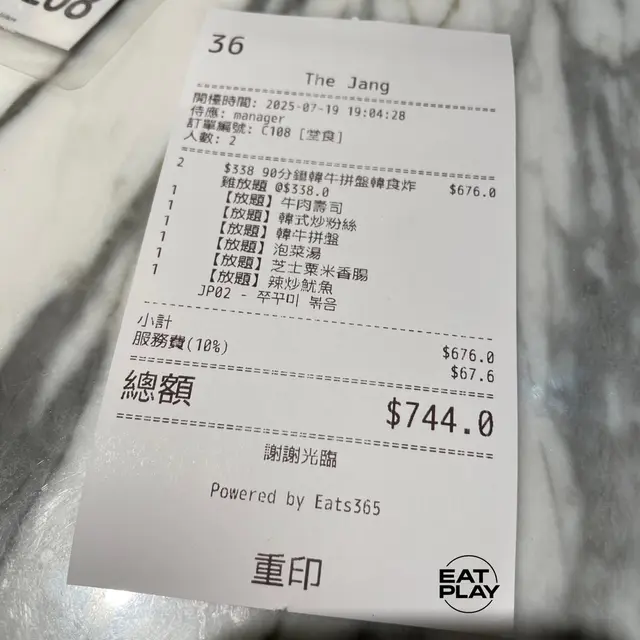 36
The Jang
開檯時間: 2025-07-19 19:04:28
侍應: manager
訂單編號: C108 [堂食]
人數: 2
2 $338 90分鐘韓牛拼盤韓食炸 $676.0
雞放題 @$338.0
1 【放題】牛肉壽司
1 【放題】韓式炒粉絲
1 【放題】韓牛拼盤
1 【放題】泡菜湯
1 【放題】芝士粟米香腸
1 【放題】辣炒魷魚
JP02 - 쭈꾸미 볶음
小計 $676.0
服務費(10%) $67.6
總額 $744.0
謝謝光臨
Powered by Eats365
重印
EAT
PLAY